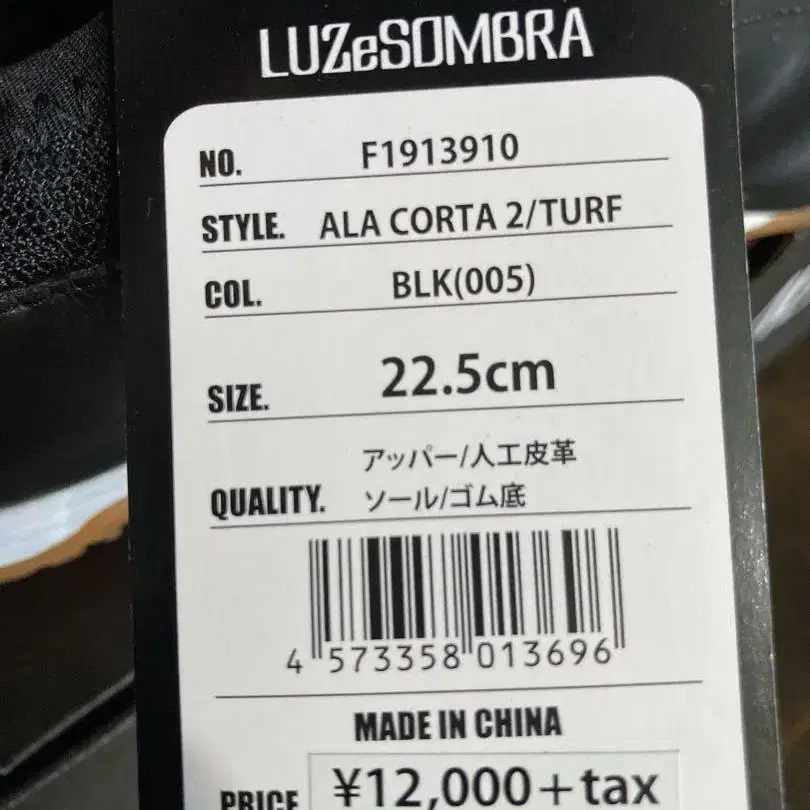 LUZeSOMBRA
NO. F1913910
STYLE. ALA CORTA 2/TURF
COL. BLK(005)
SIZE. 22.5cm
アッパー/人工皮革
QUALITY. ソール/ゴム底
4 573358 013696
MADE IN CHINA
PRICE ¥12,000+tax